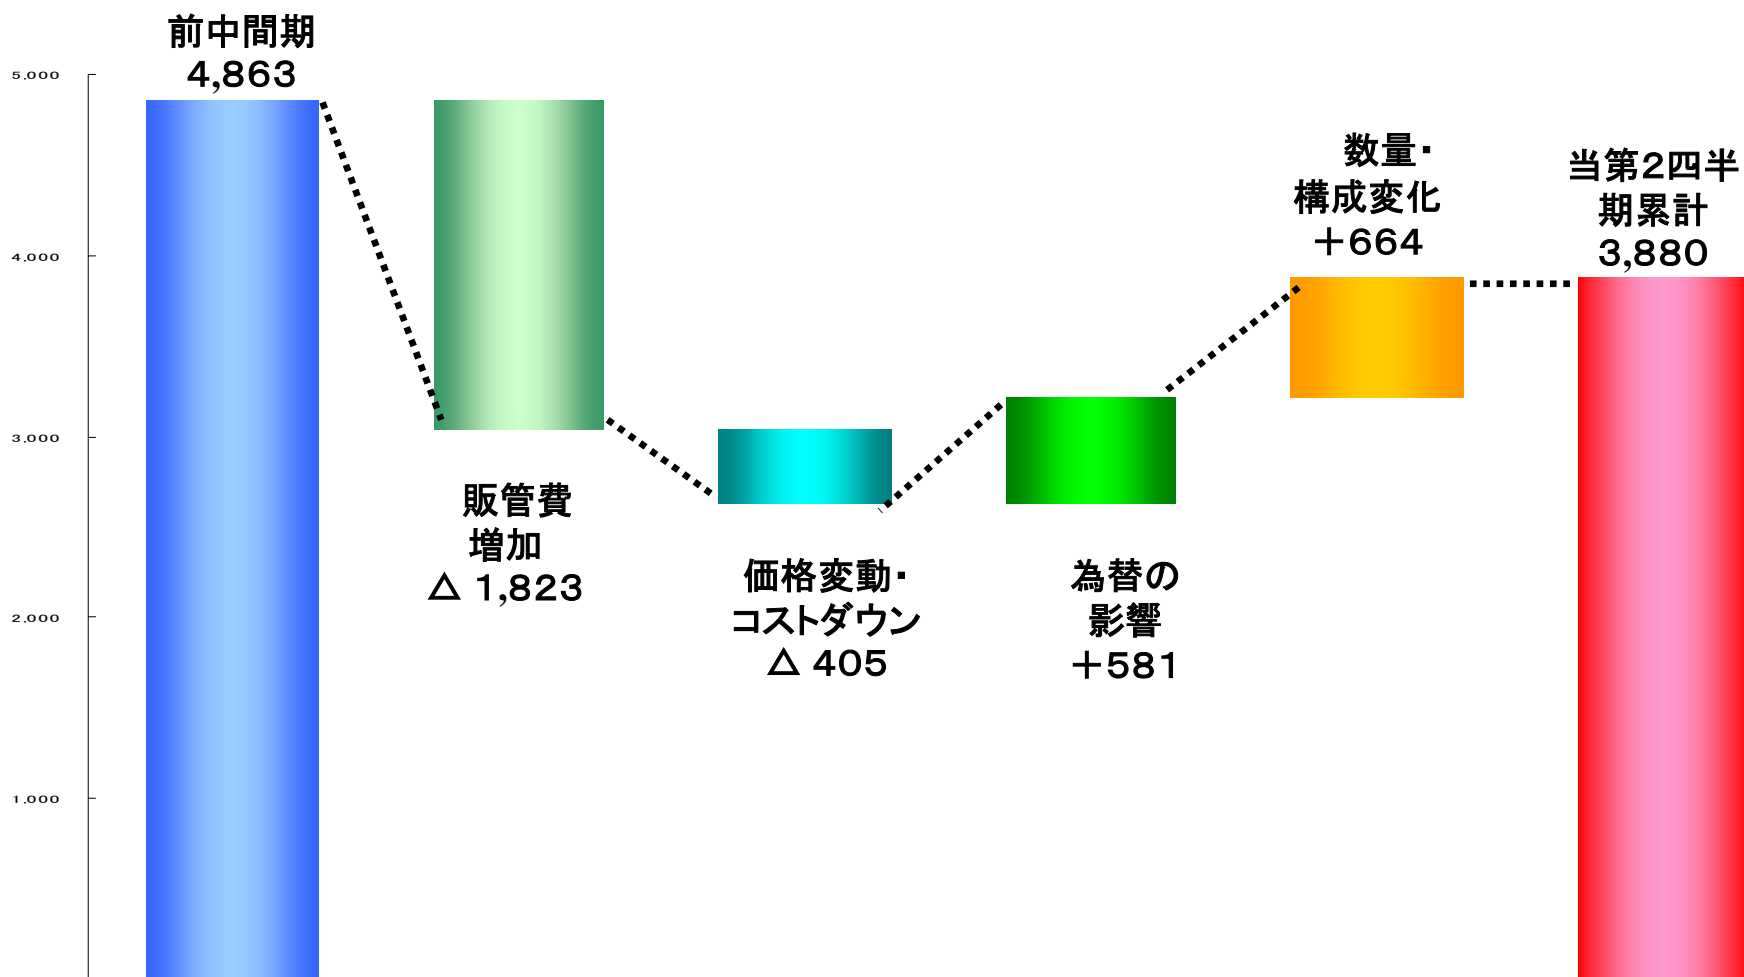 前中間期
4,863
5,000
4,000
3,000
2,000
1,000
販管費
増加
△ 1,823
価格変動・
コストダウン
△ 405
為替の
影響
＋581
数量・
構成変化
＋664
当第2四半
期累計
3,880